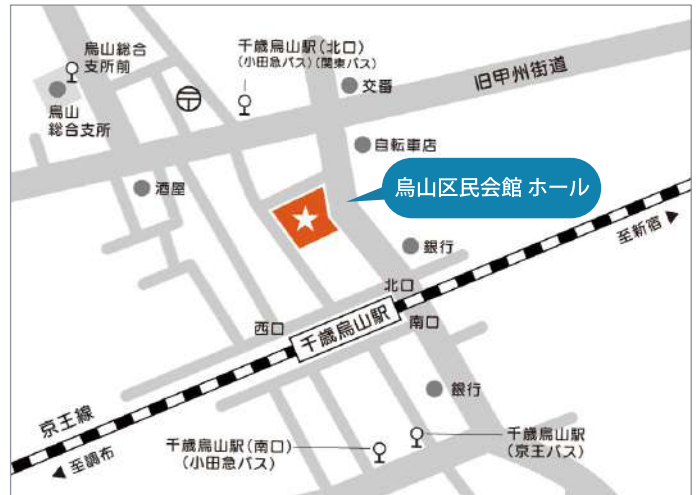 烏山総合
支所前
千歳烏山駅(北口)
(小田急バス)(関東バス)
交番
旧甲州街道
烏山
総合支所
自転車店
酒屋
烏山区民会館 ホール
至新宿▶
銀行
北口
西口
千歳烏山駅
南口
銀行
京王線
◀至調布
千歳烏山駅(南口)
(小田急バス)
千歳烏山駅
(京王バス)